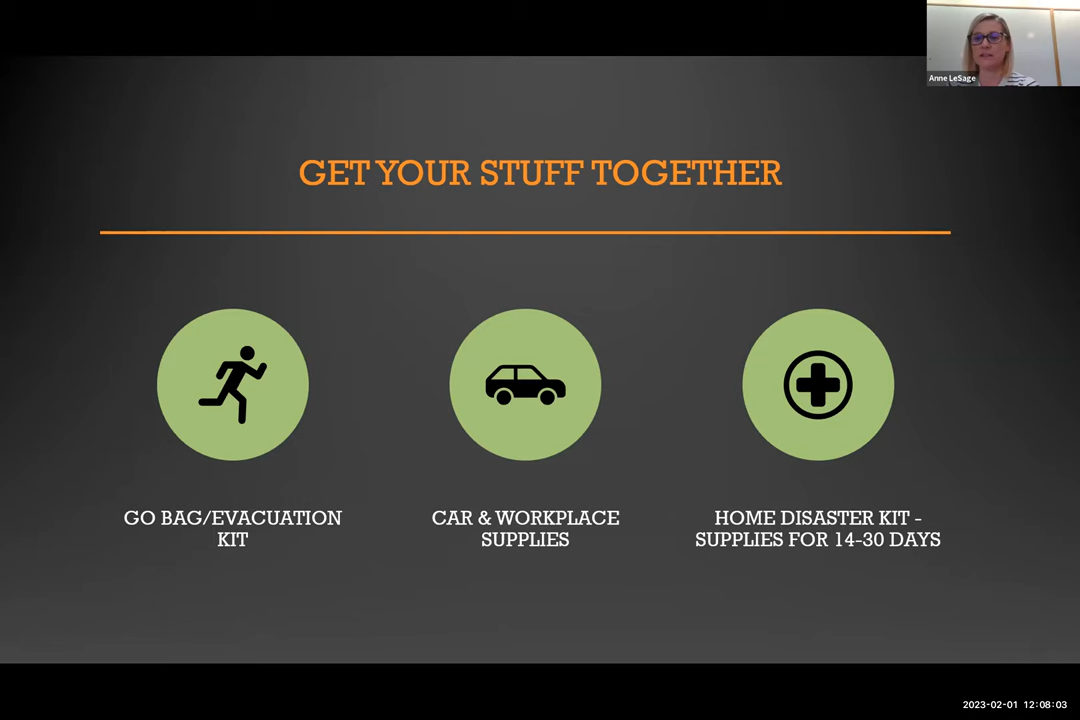 Anne LeSage
GET YOUR STUFF TOGETHER
GO BAG/EVACUATION
KIT
CAR & WORKPLACE
SUPPLIES
HOME DISASTER KIT -
SUPPLIES FOR 14-30 DAYS
2023-02-01 12:08:03